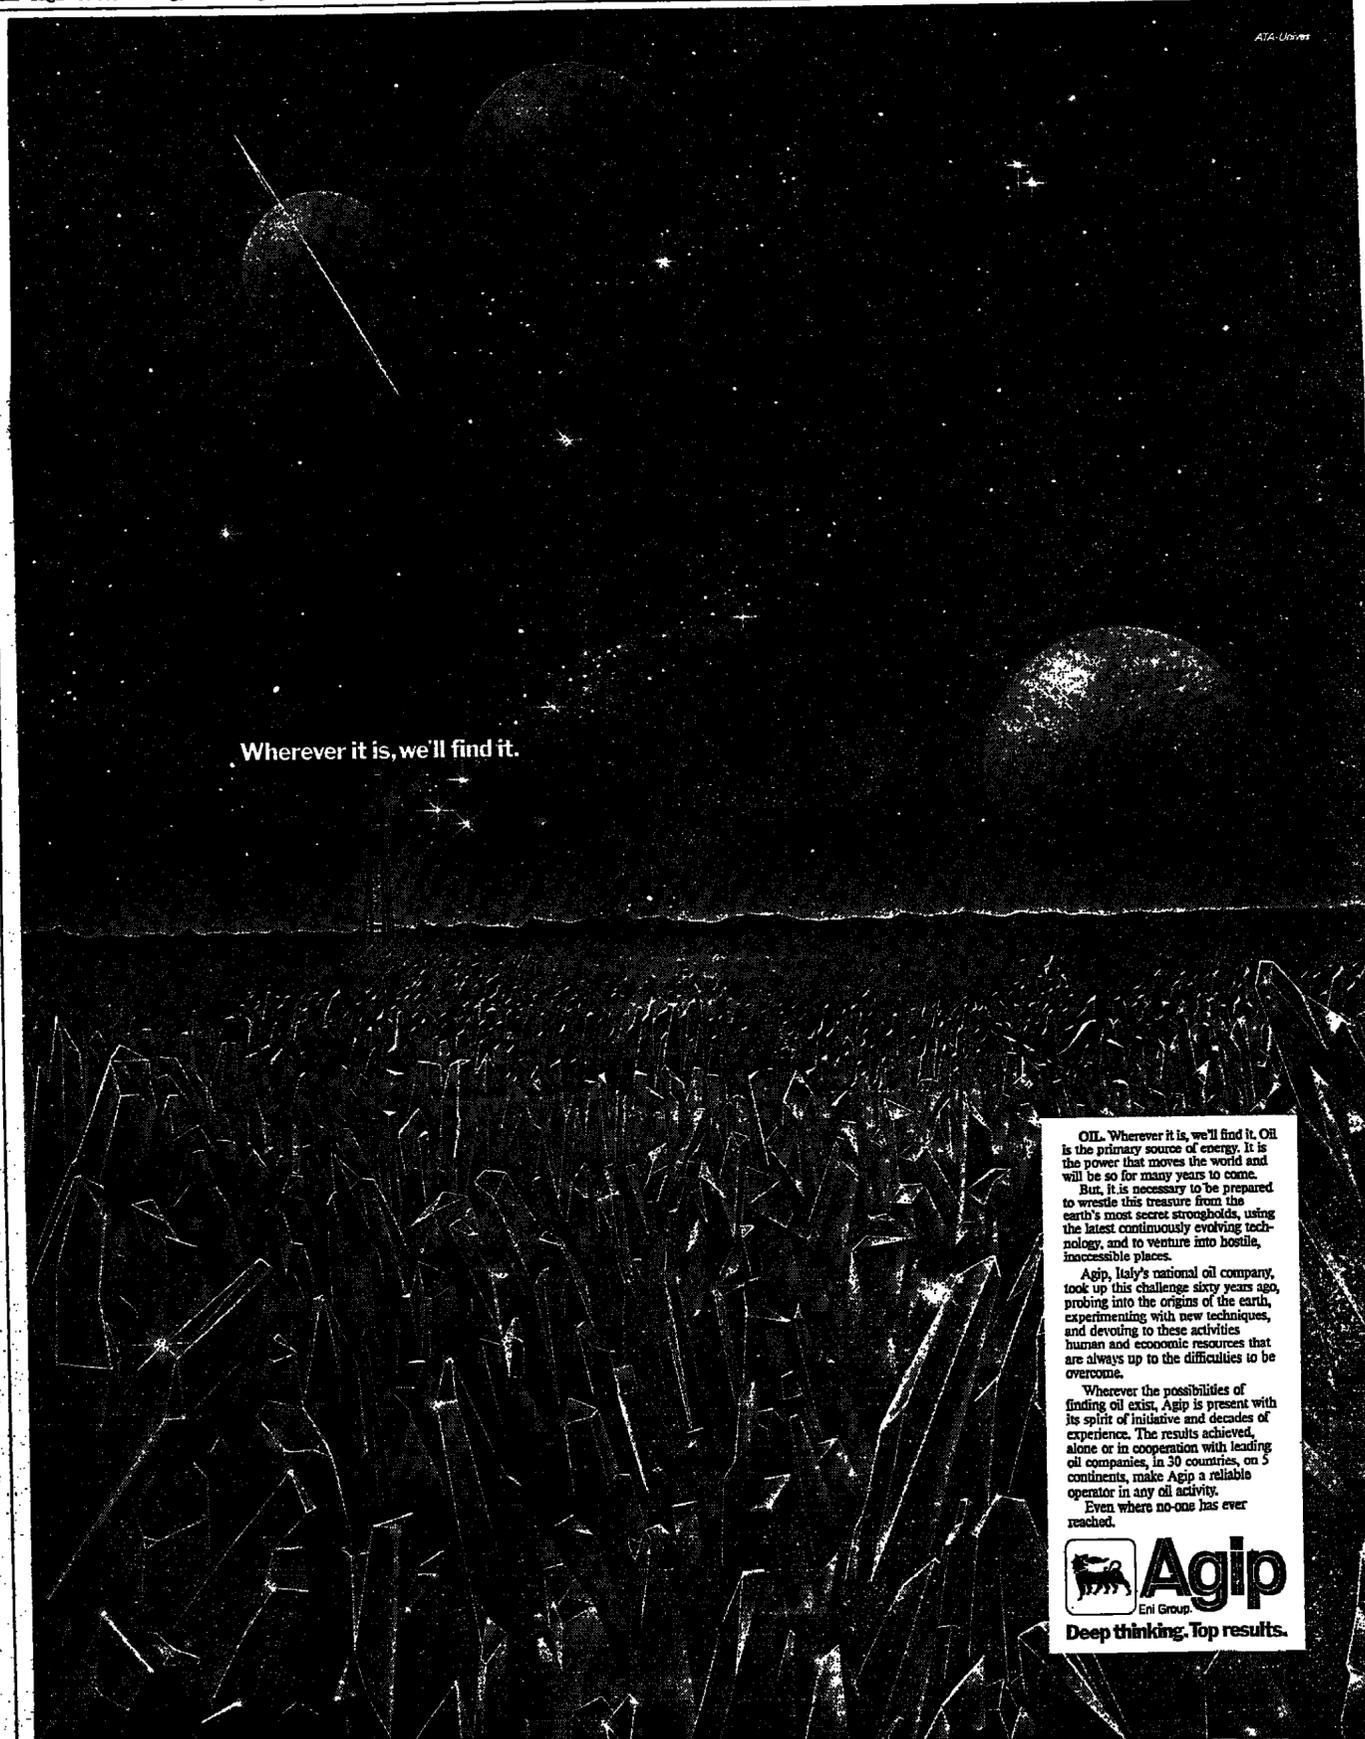 ATA-Univas
Wherever it is, we'll find it.
OIL. Wherever it is, we'll find it. Oil
is the primary source of energy. It is
the power that moves the world and
will be so for many years to come.
But, it is necessary to be prepared
to wrestle this treasure from the
earth's most secret strongholds, using
the latest continuously evolving tech-
nology, and to venture into hostile,
inaccessible places.
Agip, Italy's national oil company,
took up this challenge sixty years ago,
probing into the origins of the earth,
experimenting with new techniques,
and devoting to these activities
human and economic resources that
are always up to the difficulties to be
overcome.
Wherever the possibilities of
finding oil exist, Agip is present with
its spirit of initiative and decades of
experience. The results achieved,
alone or in cooperation with leading
oil companies, in 30 countries, on 5
continents, make Agip a reliable
operator in any oil activity.
Even where no-one has ever
reached.
Agip
Eni Group.
Deep thinking. Top results.